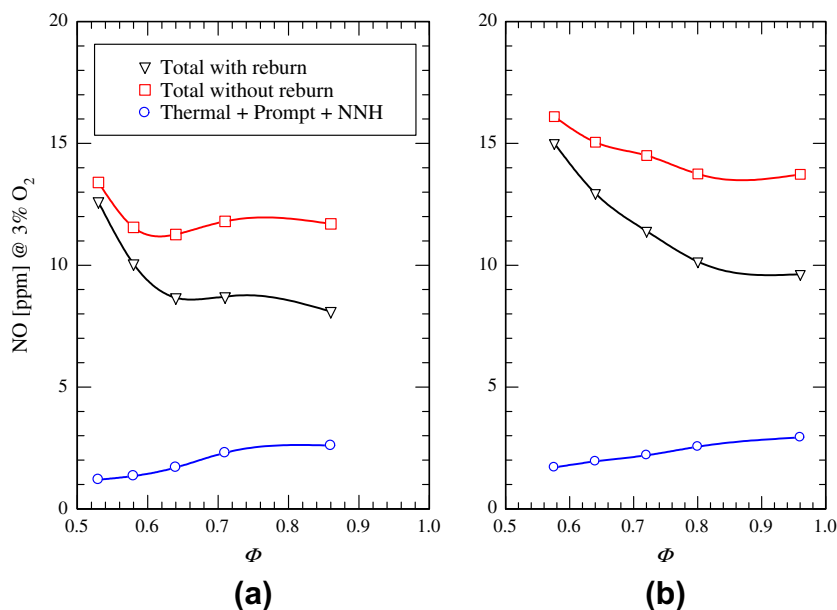 20
15
10
5
0
NO [ppm] @ 3% O2
Total with reburn
Total without reburn
Thermal + Prompt + NNH
0.5 0.6 0.7 0.8 0.9 1.0
Φ
(a)
20
15
10
5
0
0.5 0.6 0.7 0.8 0.9 1.0
Φ
(b)